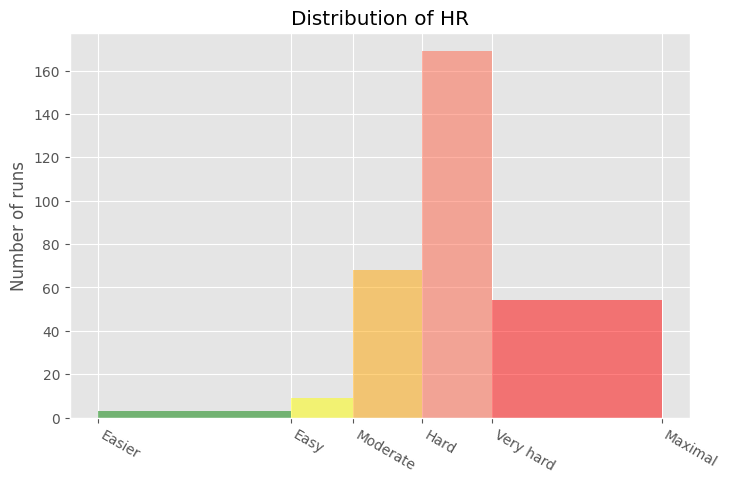 Distribution of HR
Number of runs
160
140
120
100
80
60
40
20
0
Easier
Easy
Moderate
Hard
Very hard
Maximal